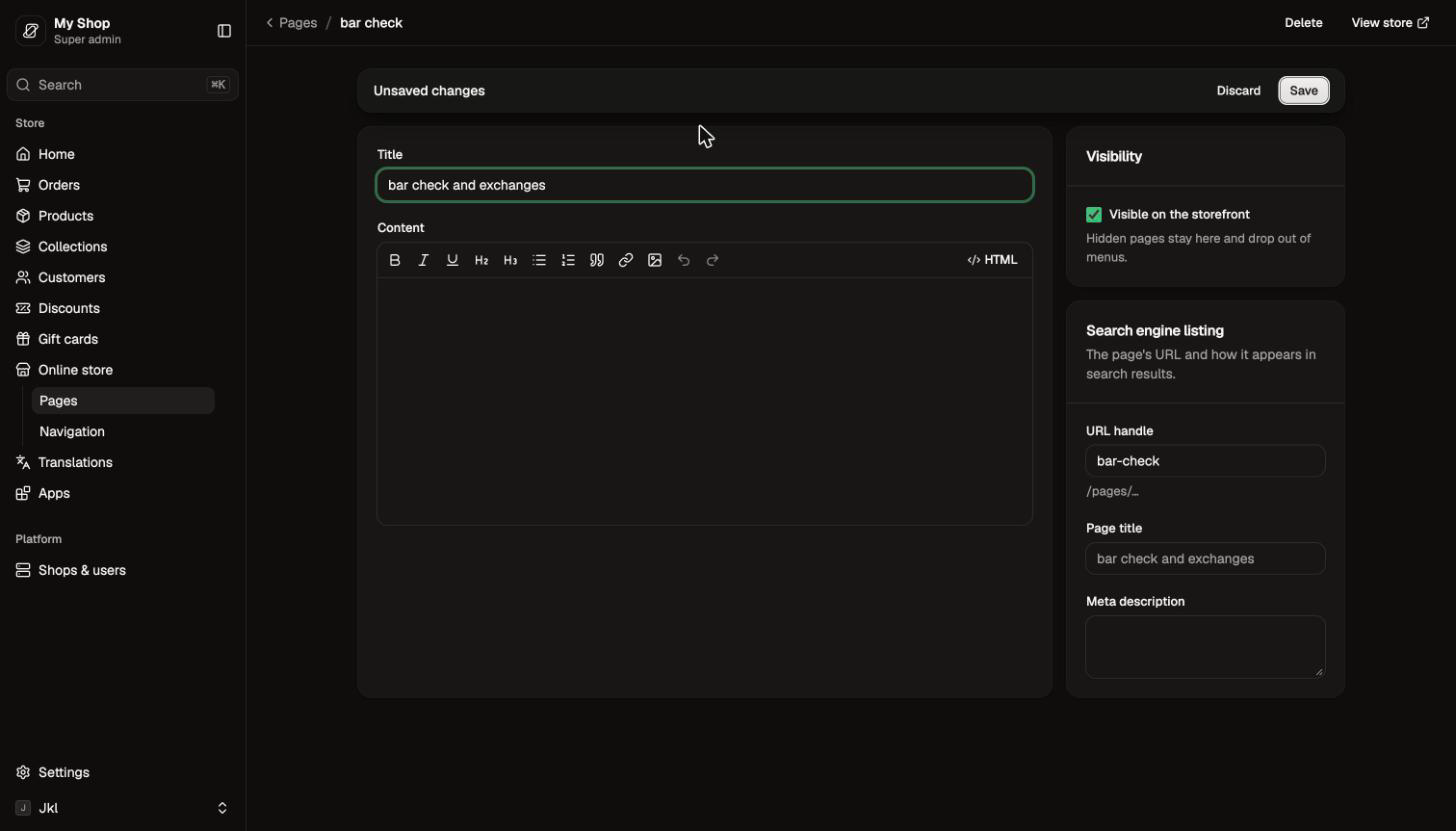 My Shop
Super admin
Search
⌘K
Store
Home
Orders
Products
Collections
Customers
Discounts
Gift cards
Online store
Pages
Navigation
Translations
Apps
Platform
Shops & users
Settings
J
Jkl
Pages / bar check
Delete
View store
Unsaved changes
Discard
Save
Title
bar check and exchanges
Content
B I U H2 H3
</> HTML
Visibility
Visible on the storefront
Hidden pages stay here and drop out of
menus.
Search engine listing
The page's URL and how it appears in
search results.
URL handle
bar-check
/pages/…
Page title
bar check and exchanges
Meta description